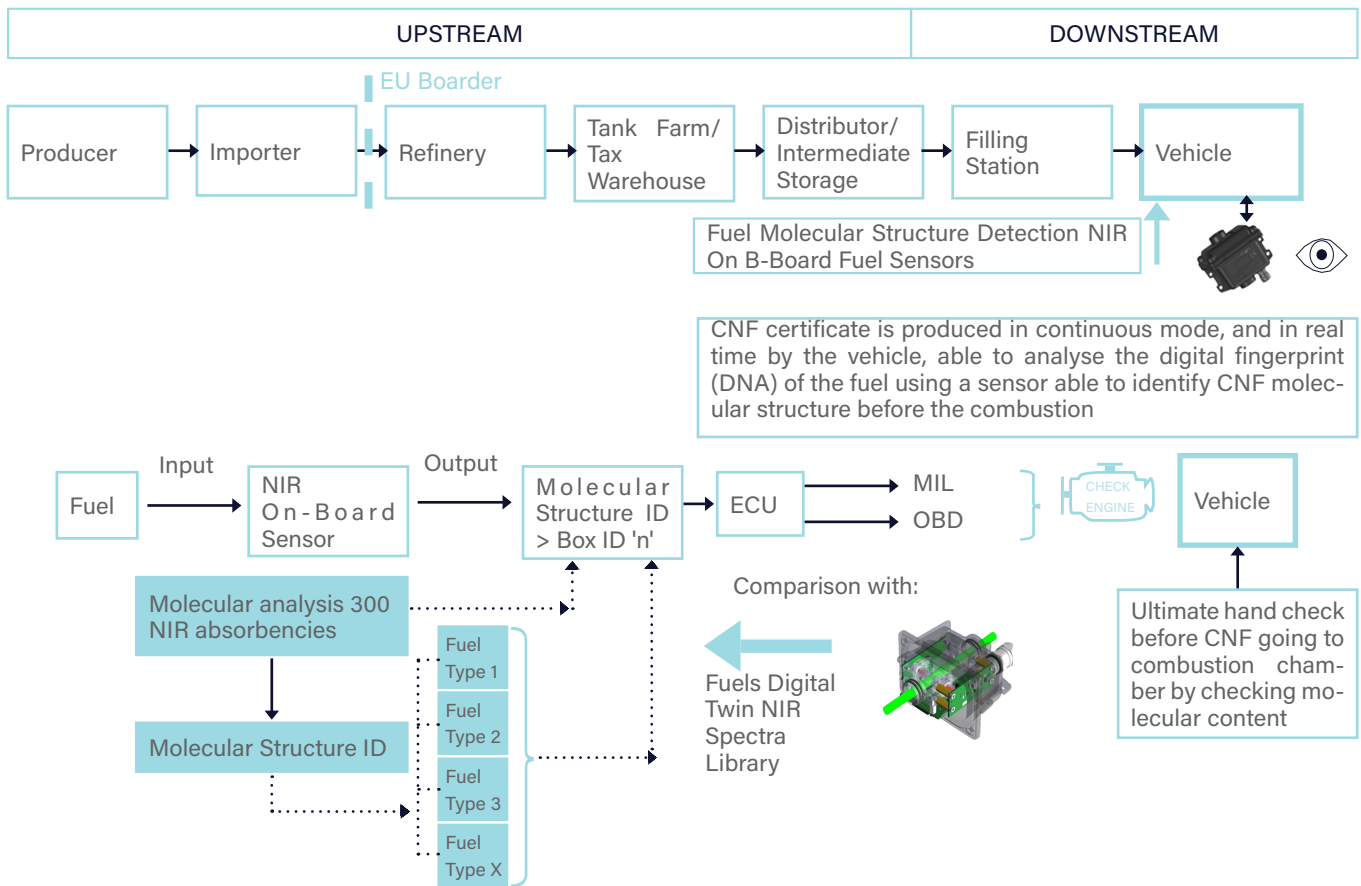 UPSTREAM
DOWNSTREAM
EU Boarder
Producer
Importer
Refinery
Tank Farm/
Tax
Warehouse
Distributor/
Intermediate
Storage
Filling
Station
Vehicle
Fuel Molecular Structure Detection NIR
On B-Board Fuel Sensors
CNF certificate is produced in continuous mode, and in real
time by the vehicle, able to analyse the digital fingerprint
(DNA) of the fuel using a sensor able to identify CNF molec-
ular structure before the combustion
Fuel
Input
NIR
On-Board
Sensor
Output
Molecular
Structure ID
> Box ID 'n'
ECU
MIL
OBD
CHECK
ENGINE
Vehicle
Molecular analysis 300
NIR absorbencies
Molecular Structure ID
Fuel
Type 1
Fuel
Type 2
Fuel
Type 3
Fuel
Type X
Comparison with:
Fuels Digital
Twin NIR
Spectra
Library
Ultimate hand check
before CNF going to
combustion cham-
ber by checking mo-
lecular content